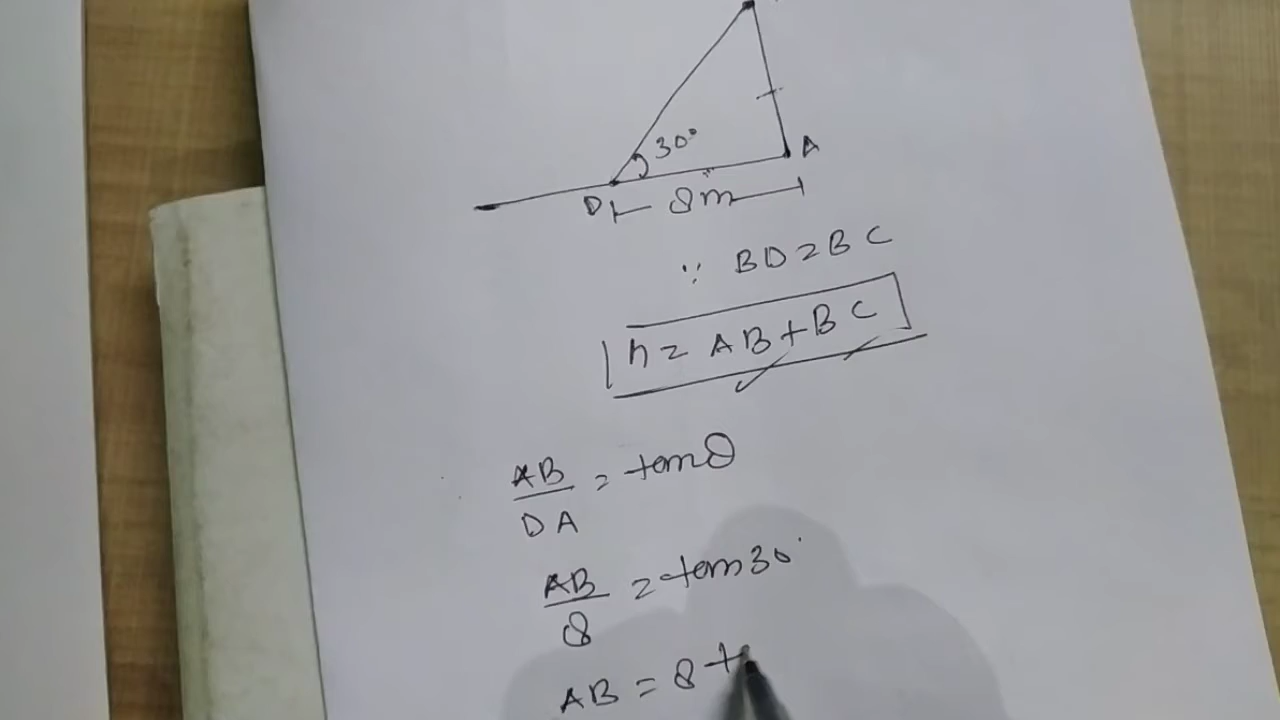 30°
A
D
8m
∵ BD = BC
h = AB + BC
AB/DA = tanθ
AB/8 = tan30°
AB = 8 t